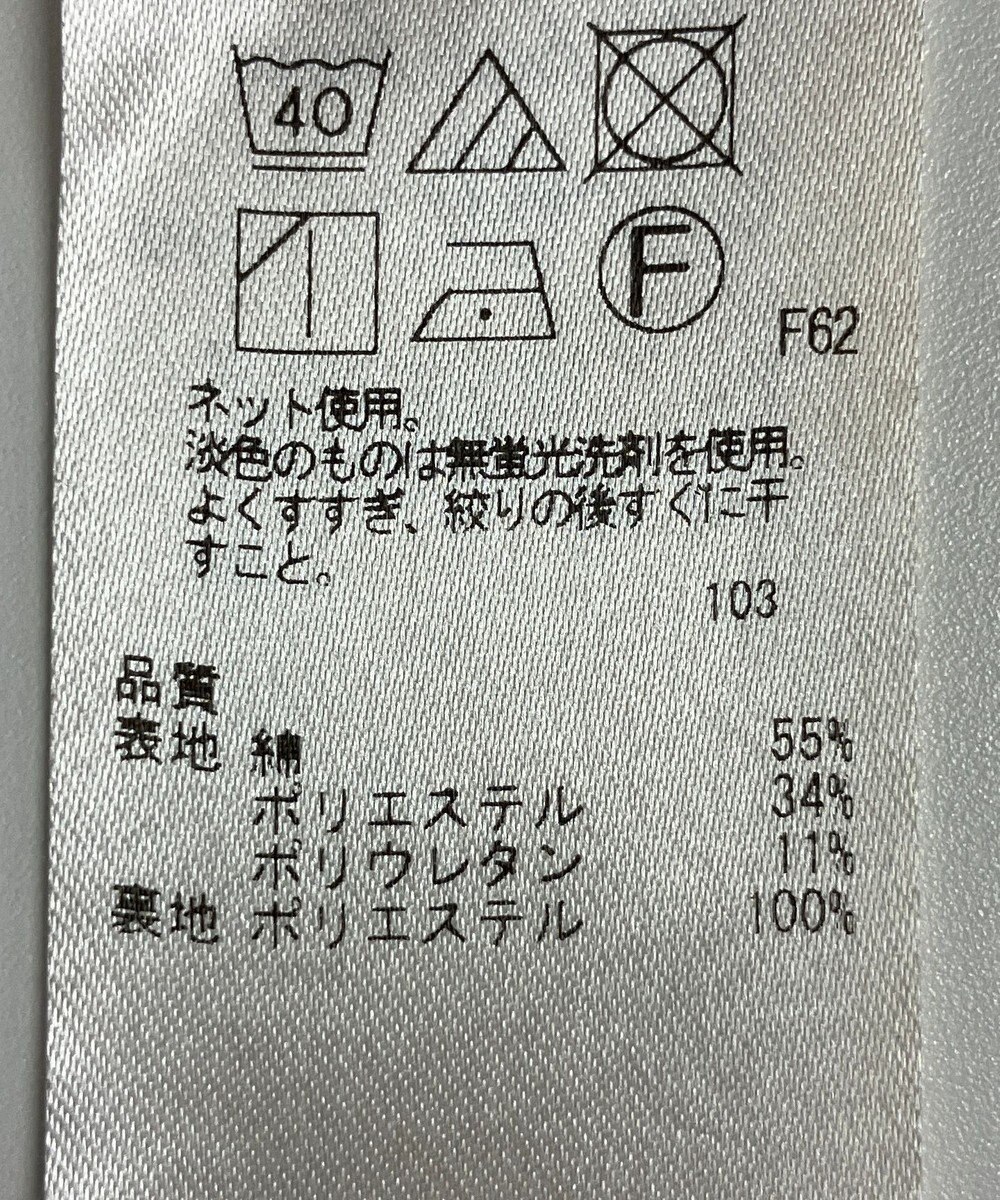 40
F
F62
ネット使用。
淡色のものは無蛍光洗剤を使用。
よくすすぎ、絞りの後すぐに干
すこと。
103
品質
表地 綿 55%
ポリエステル 34%
ポリウレタン 11%
裏地 ポリエステル 100%